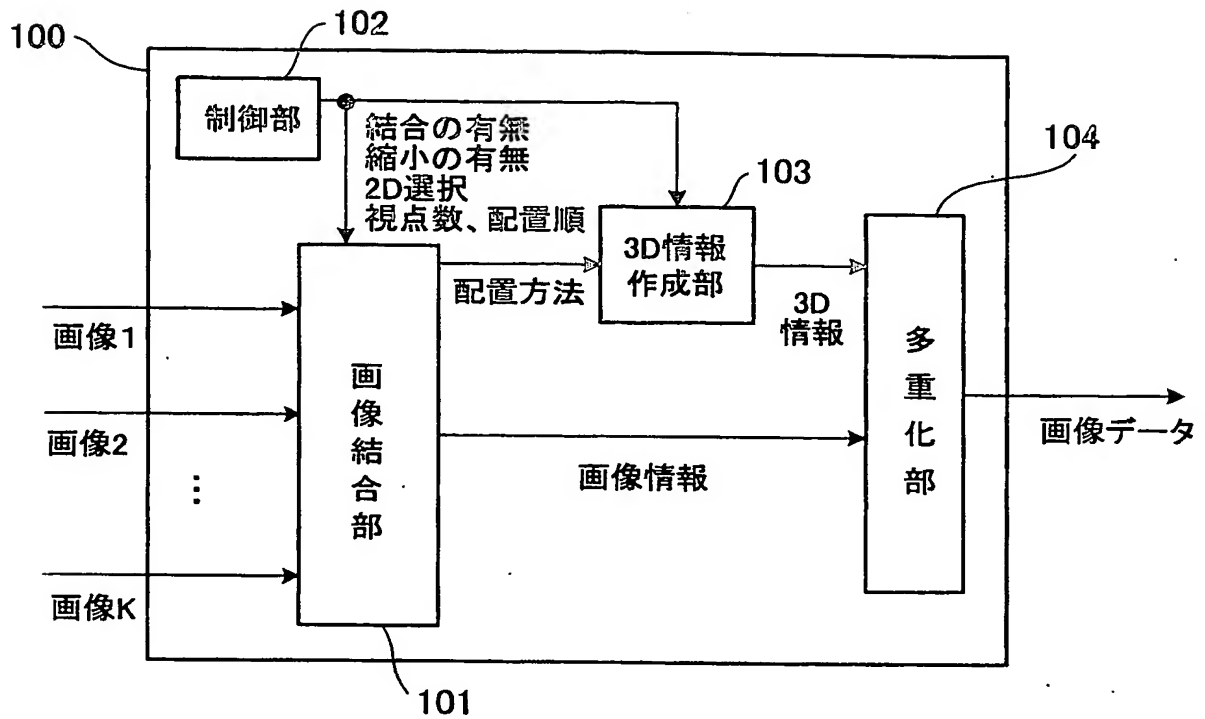 100
102
制御部
結合の有無
縮小の有無
2D選択
視点数、配置順
103
104
3D情報
作成部
配置方法
3D
情報
画像1
画像2
⋮
画像K
画像結合部
画像情報
多重化部
画像データ
101